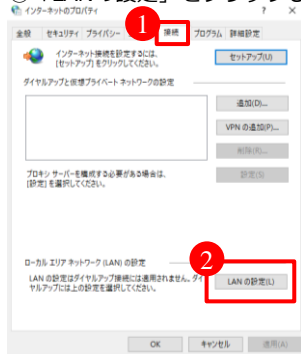 インターネットのプロパティ
?
全般
セキュリティ
プライバシー
1
接続
プログラム
詳細設定
インターネット接続を設定するには、
[セットアップ] をクリックしてください。
セットアップ(U)
ダイヤルアップと仮想プライベート ネットワークの設定
追加(D)...
VPN の追加(P)...
削除(R)...
プロキシ サーバーを構成する必要がある場合は、
[設定] を選択してください。
設定(S)
ローカル エリア ネットワーク (LAN) の設定
2
LAN の設定はダイヤルアップ接続には適用されません。ダイ
ヤルアップには上の設定を選択してください。
LAN の設定(L)
OK
キャンセル
適用(A)